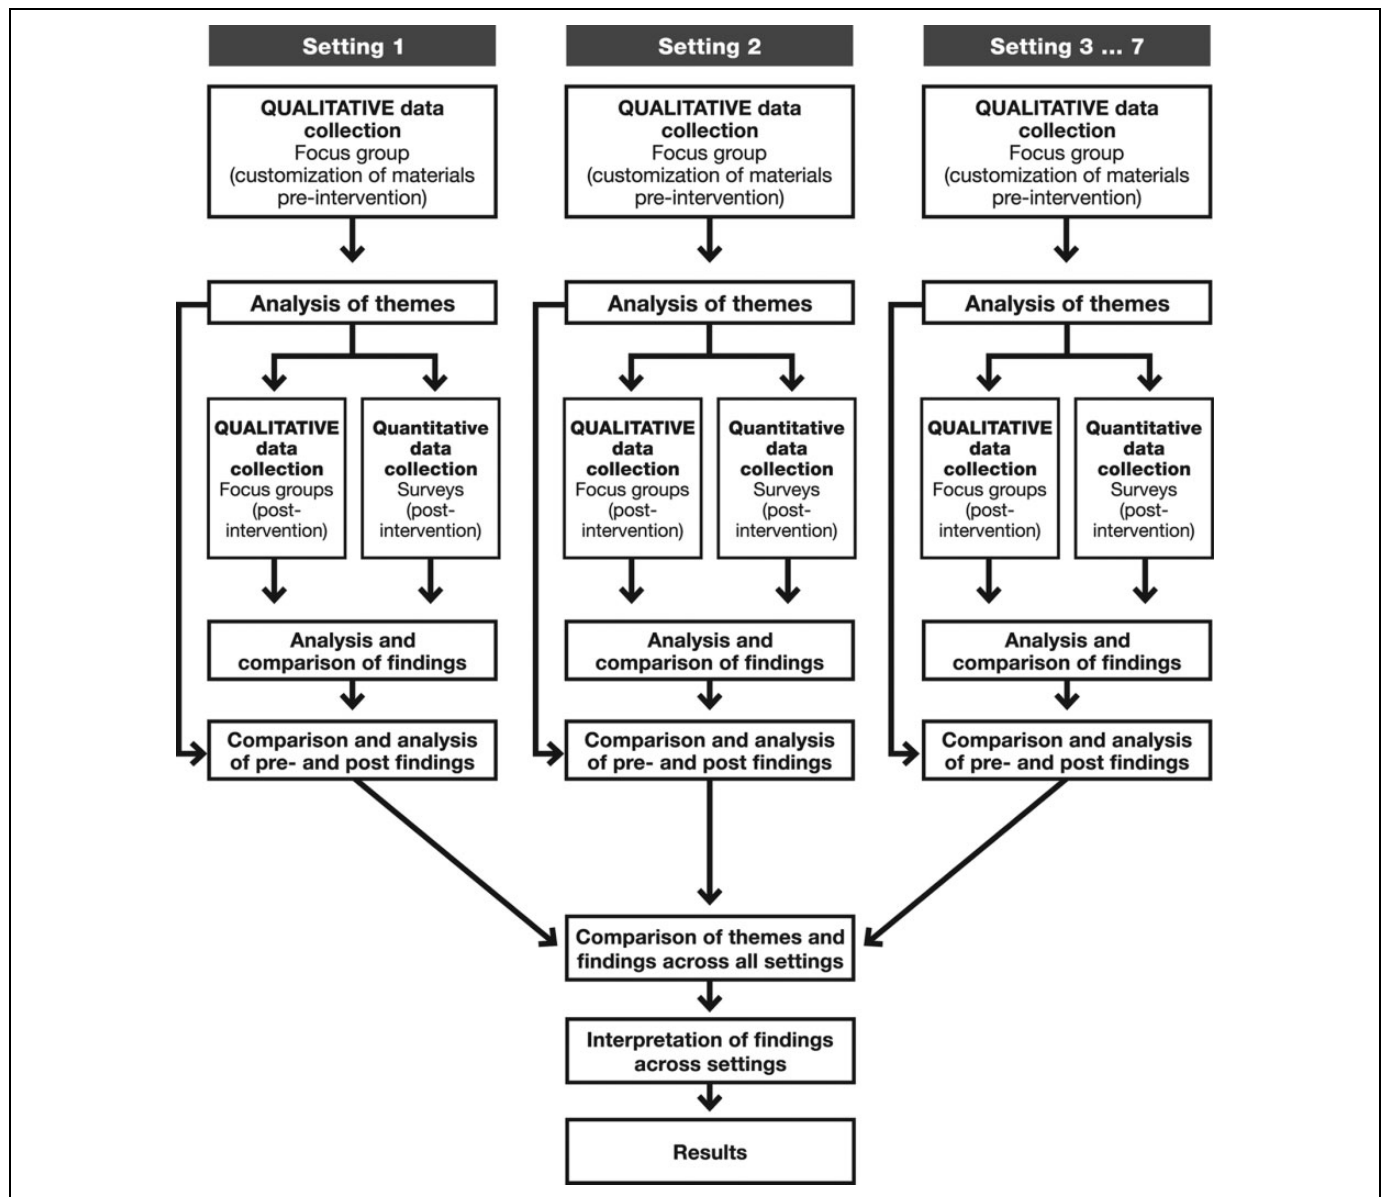 Setting 1
QUALITATIVE data
collection
Focus group
(customization of materials
pre-intervention)
Analysis of themes
QUALITATIVE
data
collection
Focus groups
(post-
intervention)
Quantitative
data
collection
Surveys
(post-
intervention)
Analysis and
comparison of findings
Comparison and analysis
of pre- and post findings
Setting 2
QUALITATIVE data
collection
Focus group
(customization of materials
pre-intervention)
Analysis of themes
QUALITATIVE
data
collection
Focus groups
(post-
intervention)
Quantitative
data
collection
Surveys
(post-
intervention)
Analysis and
comparison of findings
Comparison and analysis
of pre- and post findings
Setting 3 ... 7
QUALITATIVE data
collection
Focus group
(customization of materials
pre-intervention)
Analysis of themes
QUALITATIVE
data
collection
Focus groups
(post-
intervention)
Quantitative
data
collection
Surveys
(post-
intervention)
Analysis and
comparison of findings
Comparison and analysis
of pre- and post findings
Comparison of themes and
findings across all settings
Interpretation of findings
across settings
Results